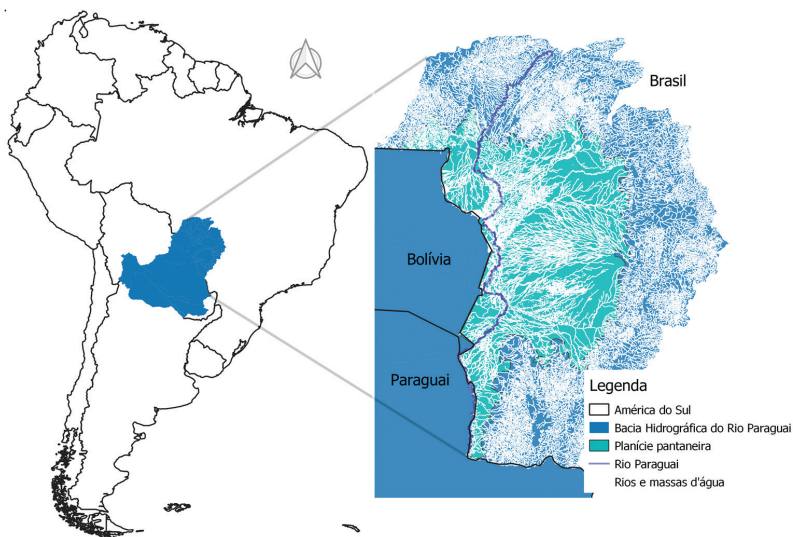 Brasil
Bolívia
Paraguai
Legenda
América do Sul
Bacia Hidrográfica do Rio Paraguai
Planície pantaneira
Rio Paraguai
Rios e massas d'água